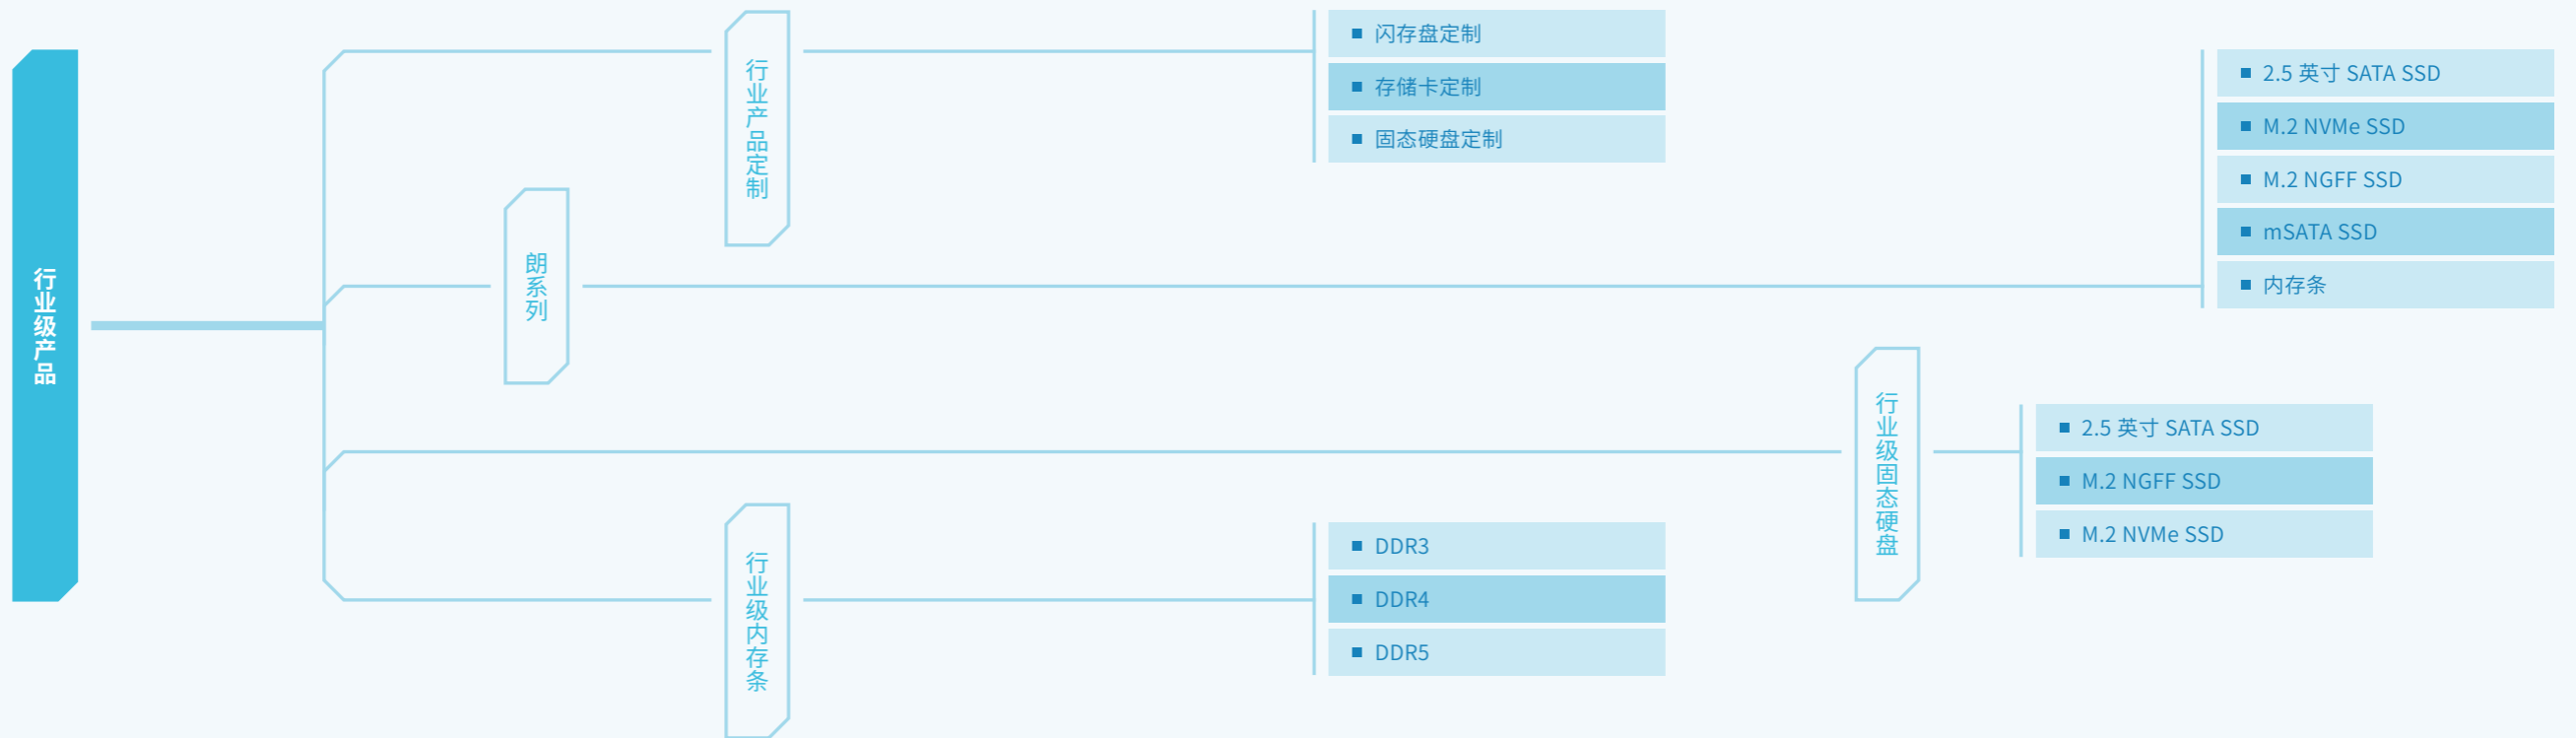 行业级产品
行业产品定制
闪存盘定制
存储卡定制
固态硬盘定制
朗系列
2.5 英寸 SATA SSD
M.2 NVMe SSD
M.2 NGFF SSD
mSATA SSD
内存条
行业级固态硬盘
2.5 英寸 SATA SSD
M.2 NGFF SSD
M.2 NVMe SSD
行业级内存条
DDR3
DDR4
DDR5